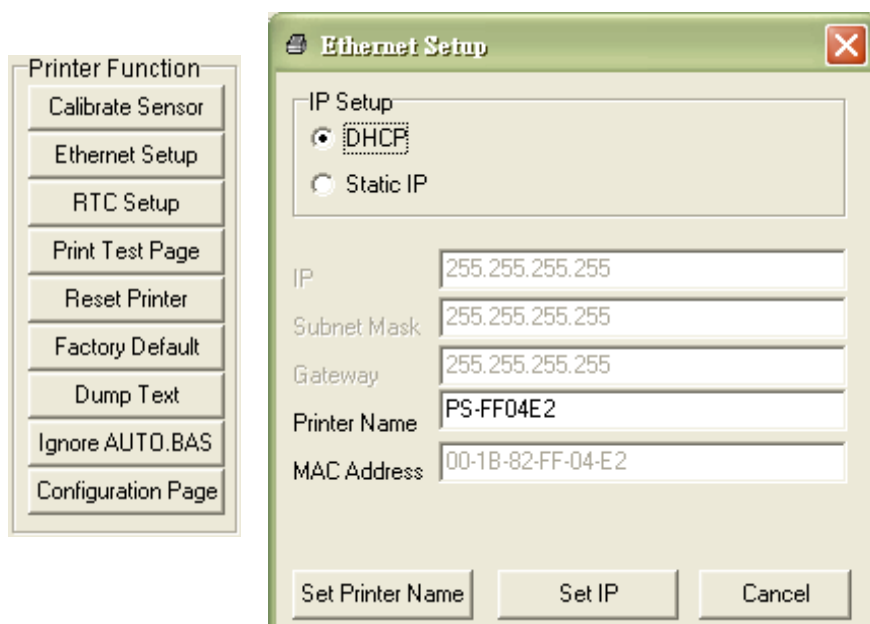 Printer Function
Calibrate Sensor
Ethernet Setup
RTC Setup
Print Test Page
Reset Printer
Factory Default
Dump Text
Ignore AUTO.BAS
Configuration Page
Ethernet Setup
IP Setup
DHCP
Static IP
IP 255.255.255.255
Subnet Mask 255.255.255.255
Gateway 255.255.255.255
Printer Name PS-FF04E2
MAC Address 00-1B-82-FF-04-E2
Set Printer Name Set IP Cancel